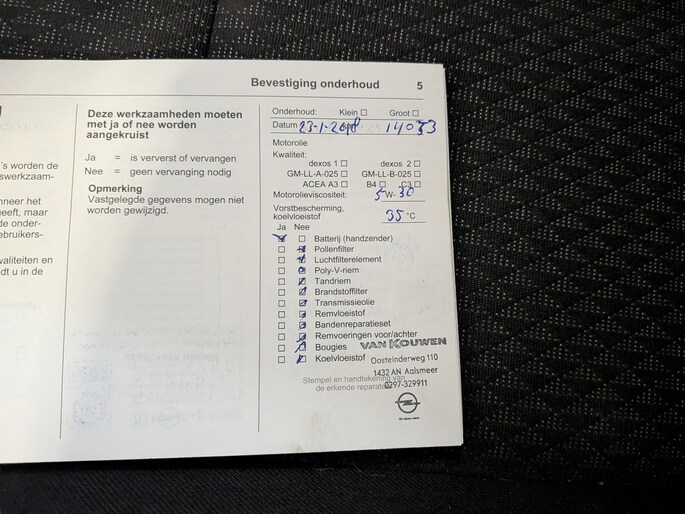 Bevestiging onderhoud 5
´s worden de
swerkzaam-
nneer het
geeft, maar
de onder-
ebruikers-
valiteiten en
dt u in de
Deze werkzaamheden moeten
met ja of nee worden
aangekruist
Ja = is ververst of vervangen
Nee = geen vervanging nodig
Opmerking
Vastgelegde gegevens mogen niet
worden gewijzigd.
Onderhoud: Klein ☐ Groot ☐
Datum 23-1-2018 14053
Motorolie
Kwaliteit:
dexos 1 ☐ dexos 2 ☐
GM-LL-A-025 ☐ GM-LL-B-025 ☐
ACEA A3 ☐ B4 ☐ C3 ☐
Motorolieviscositeit: 5W-30
Vorstbescherming,
koelvloeistof 35 °C
Ja Nee
Batterij (handzender)
Pollenfilter
Luchtfilterelement
Poly-V-riem
Tandriem
Brandstoffilter
Transmissieolie
Remvloeistof
Bandenreparatieset
Remvoeringen voor/achter
Bougies
Koelvloeistof
VAN KOUWEN
Oosteinderweg 110
1432 AN Aalsmeer
0297-329911
Stempel en handtekening van
de erkende reparateur